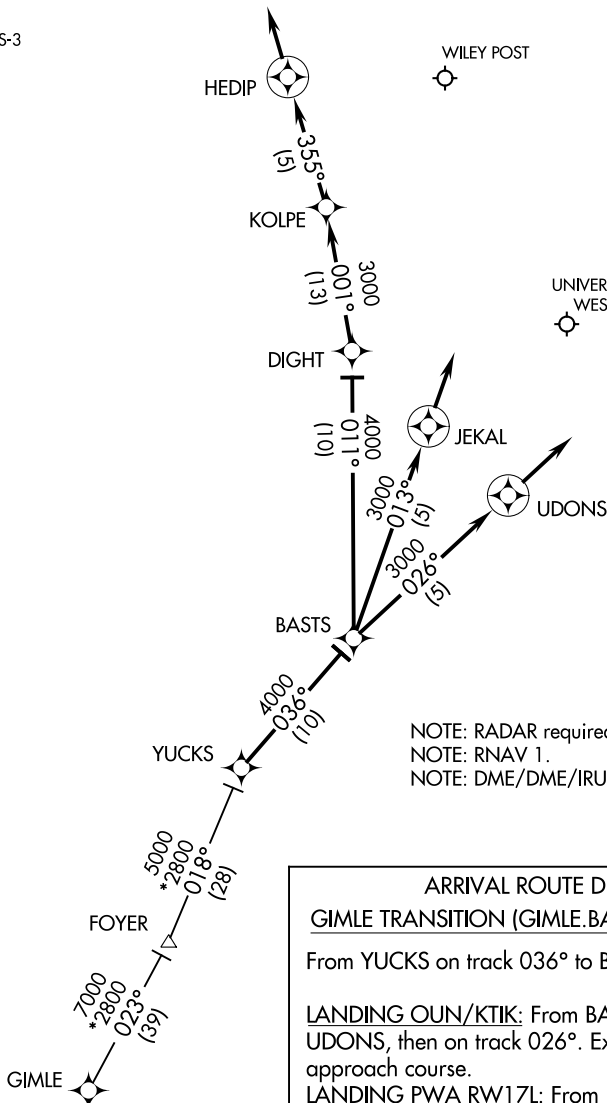 S-3
WILEY POST
HEDIP
355°
(5)
KOLPE
3000
001°
(13)
UNIVER
WES
DIGHT
4000
011°
(10)
JEKAL
3000
013°
(5)
UDONS
3000
026°
(5)
BASTS
4000
036°
(10)
NOTE: RADAR required
NOTE: RNAV 1.
NOTE: DME/DME/IRU
YUCKS
5000
*2800
018°
(28)
FOYER
7000
*2800
023°
(39)
GIMLE
ARRIVAL ROUTE D
GIMLE TRANSITION (GIMLE.BA
From YUCKS on track 036° to B
LANDING OUN/KTIK: From BA
UDONS, then on track 026°. Ex
approach course.
LANDING PWA RW17L: From